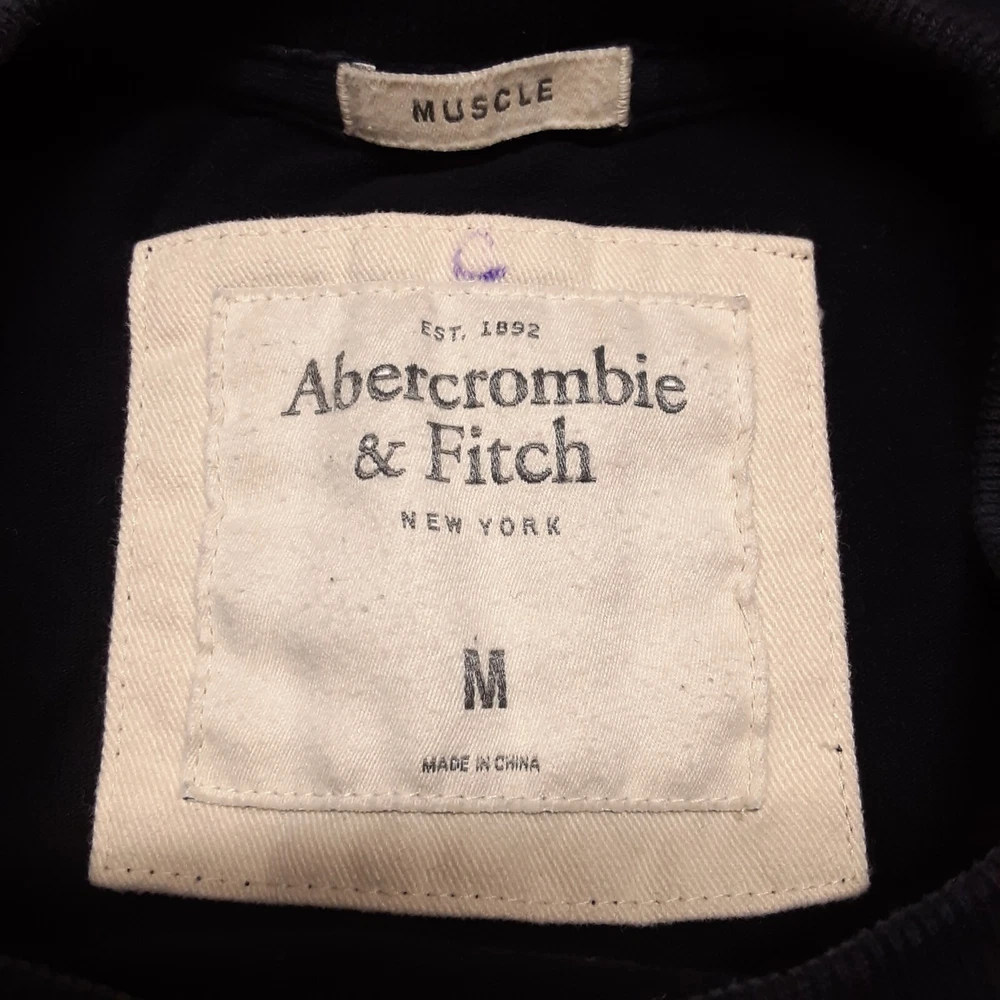 MUSCLE
C
EST. 1892
Abercrombie
& Fitch
NEW YORK
M
MADE IN CHINA